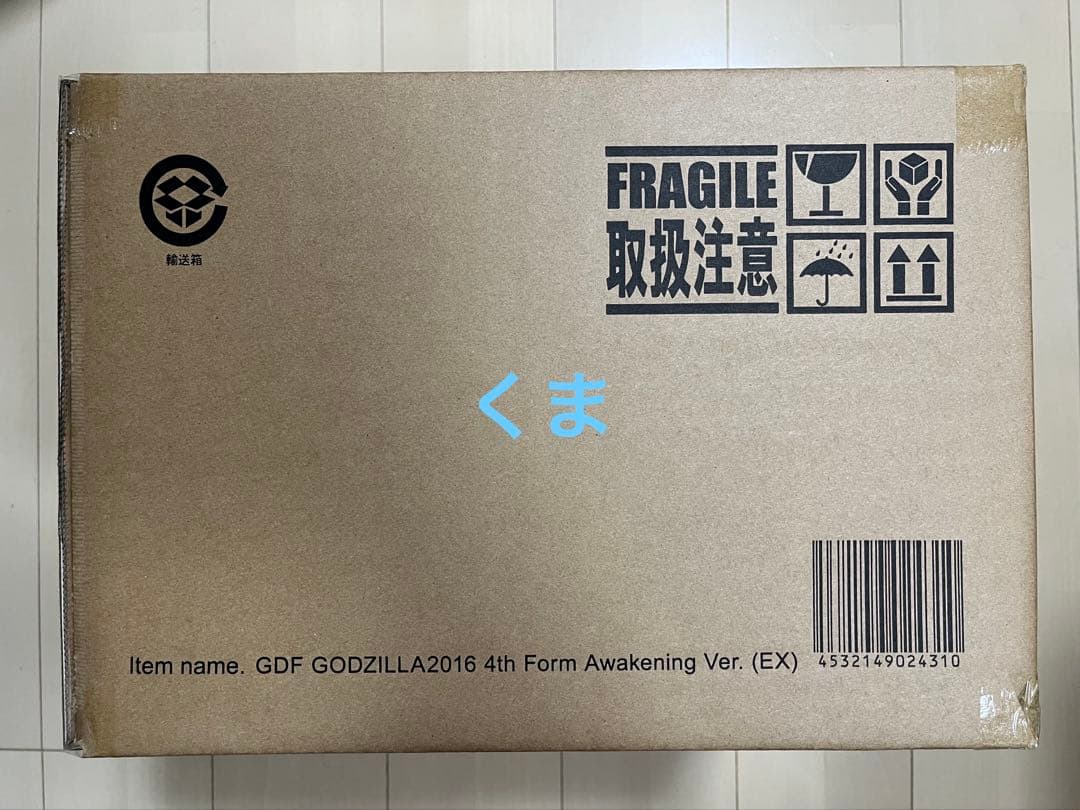 輸送箱
FRAGILE
取扱注意
くま
Item name. GDF GODZILLA2016 4th Form Awakening Ver. (EX)
4532149024310